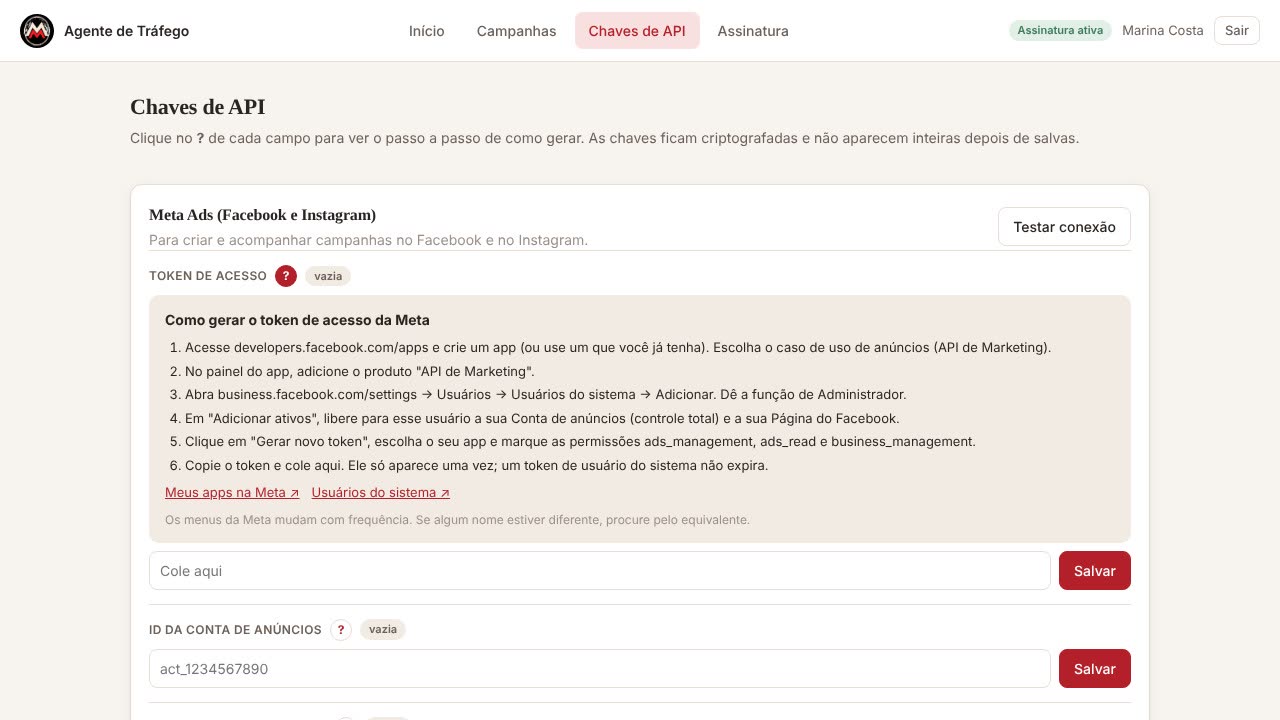 Agente de Tráfego
Início
Campanhas
Chaves de API
Assinatura
Assinatura ativa
Marina Costa
Sair
Chaves de API
Clique no ? de cada campo para ver o passo a passo de como gerar. As chaves ficam criptografadas e não aparecem inteiras depois de salvas.
Meta Ads (Facebook e Instagram)
Para criar e acompanhar campanhas no Facebook e no Instagram.
Testar conexão
TOKEN DE ACESSO ? vazia
Como gerar o token de acesso da Meta
1. Acesse developers.facebook.com/apps e crie um app (ou use um que você já tenha). Escolha o caso de uso de anúncios (API de Marketing).
2. No painel do app, adicione o produto "API de Marketing".
3. Abra business.facebook.com/settings → Usuários → Usuários do sistema → Adicionar. Dê a função de Administrador.
4. Em "Adicionar ativos", libere para esse usuário a sua Conta de anúncios (controle total) e a sua Página do Facebook.
5. Clique em "Gerar novo token", escolha o seu app e marque as permissões ads_management, ads_read e business_management.
6. Copie o token e cole aqui. Ele só aparece uma vez; um token de usuário do sistema não expira.
Meus apps na Meta ↗ Usuários do sistema ↗
Os menus da Meta mudam com frequência. Se algum nome estiver diferente, procure pelo equivalente.
Cole aqui
Salvar
ID DA CONTA DE ANÚNCIOS ? vazia
act_1234567890
Salvar